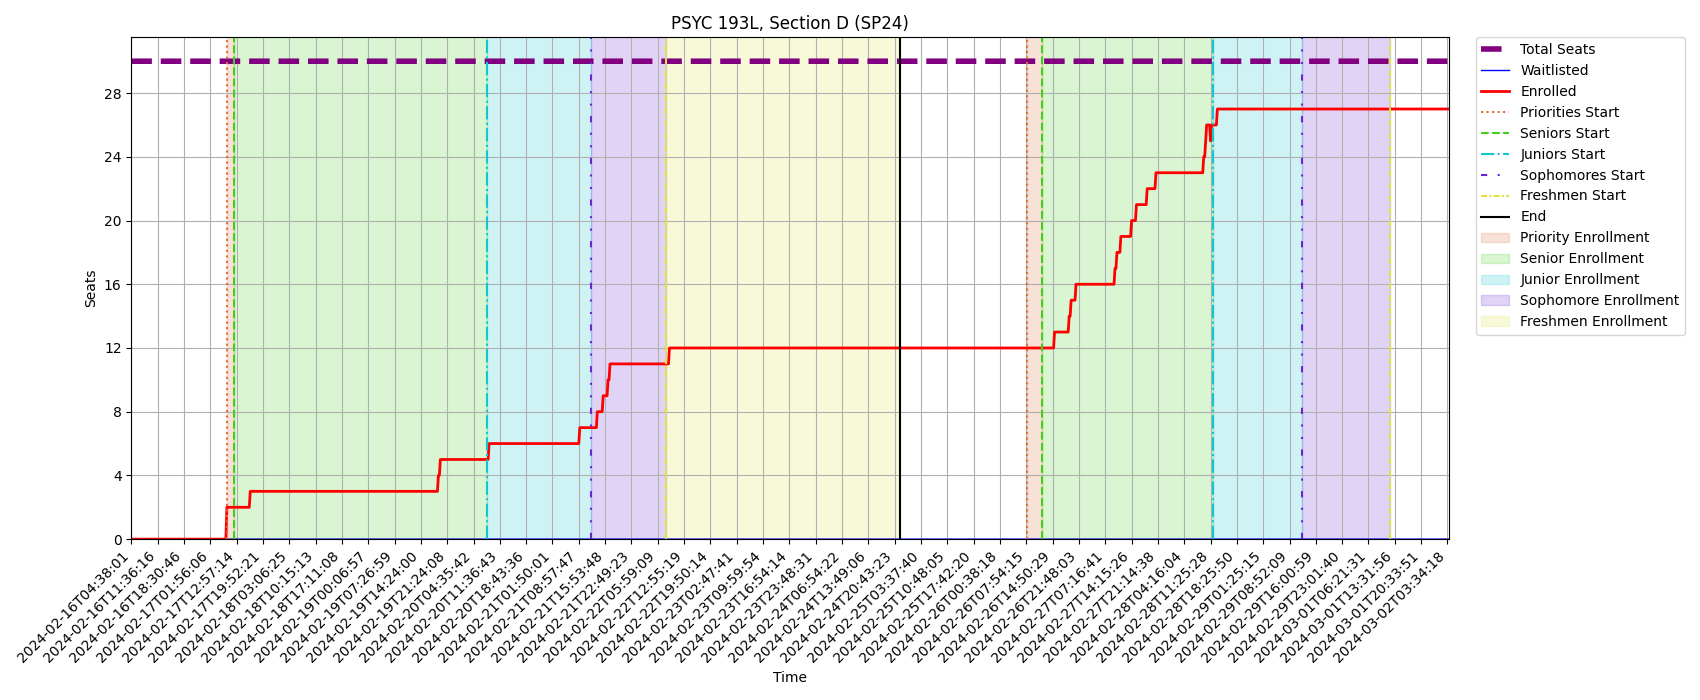 PSYC 193L, Section D (SP24)
Seats
28
24
20
16
12
8
4
0
2024-02-16T04:38:01
2024-02-16T11:36:16
2024-02-16T18:30:46
2024-02-17T01:56:06
2024-02-17T12:57:14
2024-02-17T19:52:21
2024-02-18T03:06:25
2024-02-18T10:15:13
2024-02-18T17:11:08
2024-02-19T00:06:57
2024-02-19T07:26:59
2024-02-19T14:24:00
2024-02-19T21:24:08
2024-02-20T04:35:42
2024-02-20T11:36:43
2024-02-20T18:43:36
2024-02-21T01:50:01
2024-02-21T08:57:47
2024-02-21T15:53:48
2024-02-21T22:49:23
2024-02-22T05:59:09
2024-02-22T12:55:19
2024-02-22T19:50:14
2024-02-23T02:47:41
2024-02-23T09:59:54
2024-02-23T16:54:14
2024-02-23T23:48:31
2024-02-24T06:54:22
2024-02-24T13:49:06
2024-02-24T20:43:23
2024-02-25T03:37:40
2024-02-25T10:48:05
2024-02-25T17:42:20
2024-02-26T00:38:18
2024-02-26T07:54:15
2024-02-26T14:50:29
2024-02-26T21:48:03
2024-02-27T07:16:41
2024-02-27T14:15:26
2024-02-27T21:14:38
2024-02-28T04:16:04
2024-02-28T11:25:28
2024-02-28T18:25:50
2024-02-29T01:25:15
2024-02-29T08:52:09
2024-02-29T16:00:59
2024-02-29T23:01:40
2024-03-01T06:21:31
2024-03-01T13:31:56
2024-03-01T20:33:51
2024-03-02T03:34:18
Time
Total Seats
Waitlisted
Enrolled
Priorities Start
Seniors Start
Juniors Start
Sophomores Start
Freshmen Start
End
Priority Enrollment
Senior Enrollment
Junior Enrollment
Sophomore Enrollment
Freshmen Enrollment